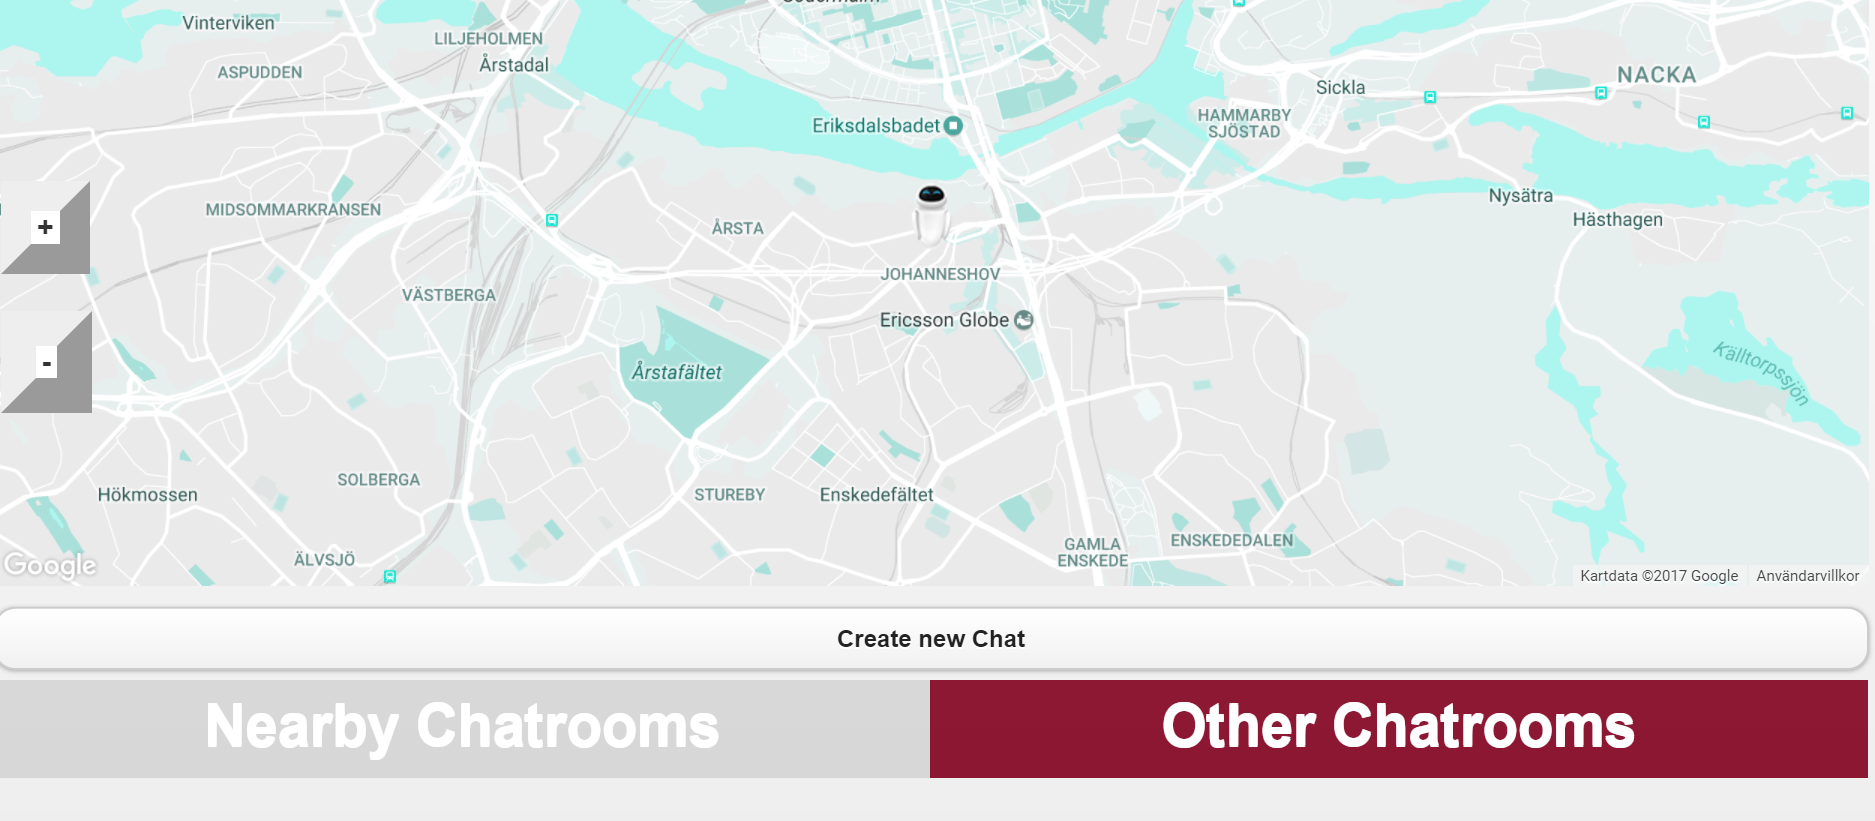 Södermalm
Vinterviken
LILJEHOLMEN
Årstadal
ASPUDDEN
Sickla
NACKA
Eriksdalsbadet
HAMMARBY
SJÖSTAD
MIDSOMMARKRANSEN
Nysätra
Hästhagen
ÅRSTA
+
JOHANNESHOV
VÄSTBERGA
Ericsson Globe
-
Årstafältet
Källtorpssjön
SOLBERGA
Hökmossen
STUREBY
Enskedefältet
ENSKEDEDALEN
GAMLA
ENSKEDE
ÄLVSJÖ
Google
Kartdata ©2017 Google
Användarvillkor
Create new Chat
Nearby Chatrooms
Other Chatrooms